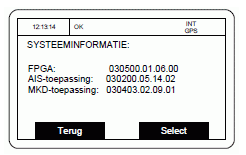 12:13:14 OK INT
GPS
SYSTEEMINFORMATIE:
FPGA: 030500.01.06.00
AIS-toepassing: 030200.05.14.02
MKD-toepassing: 030403.02.09.01
Terug Select